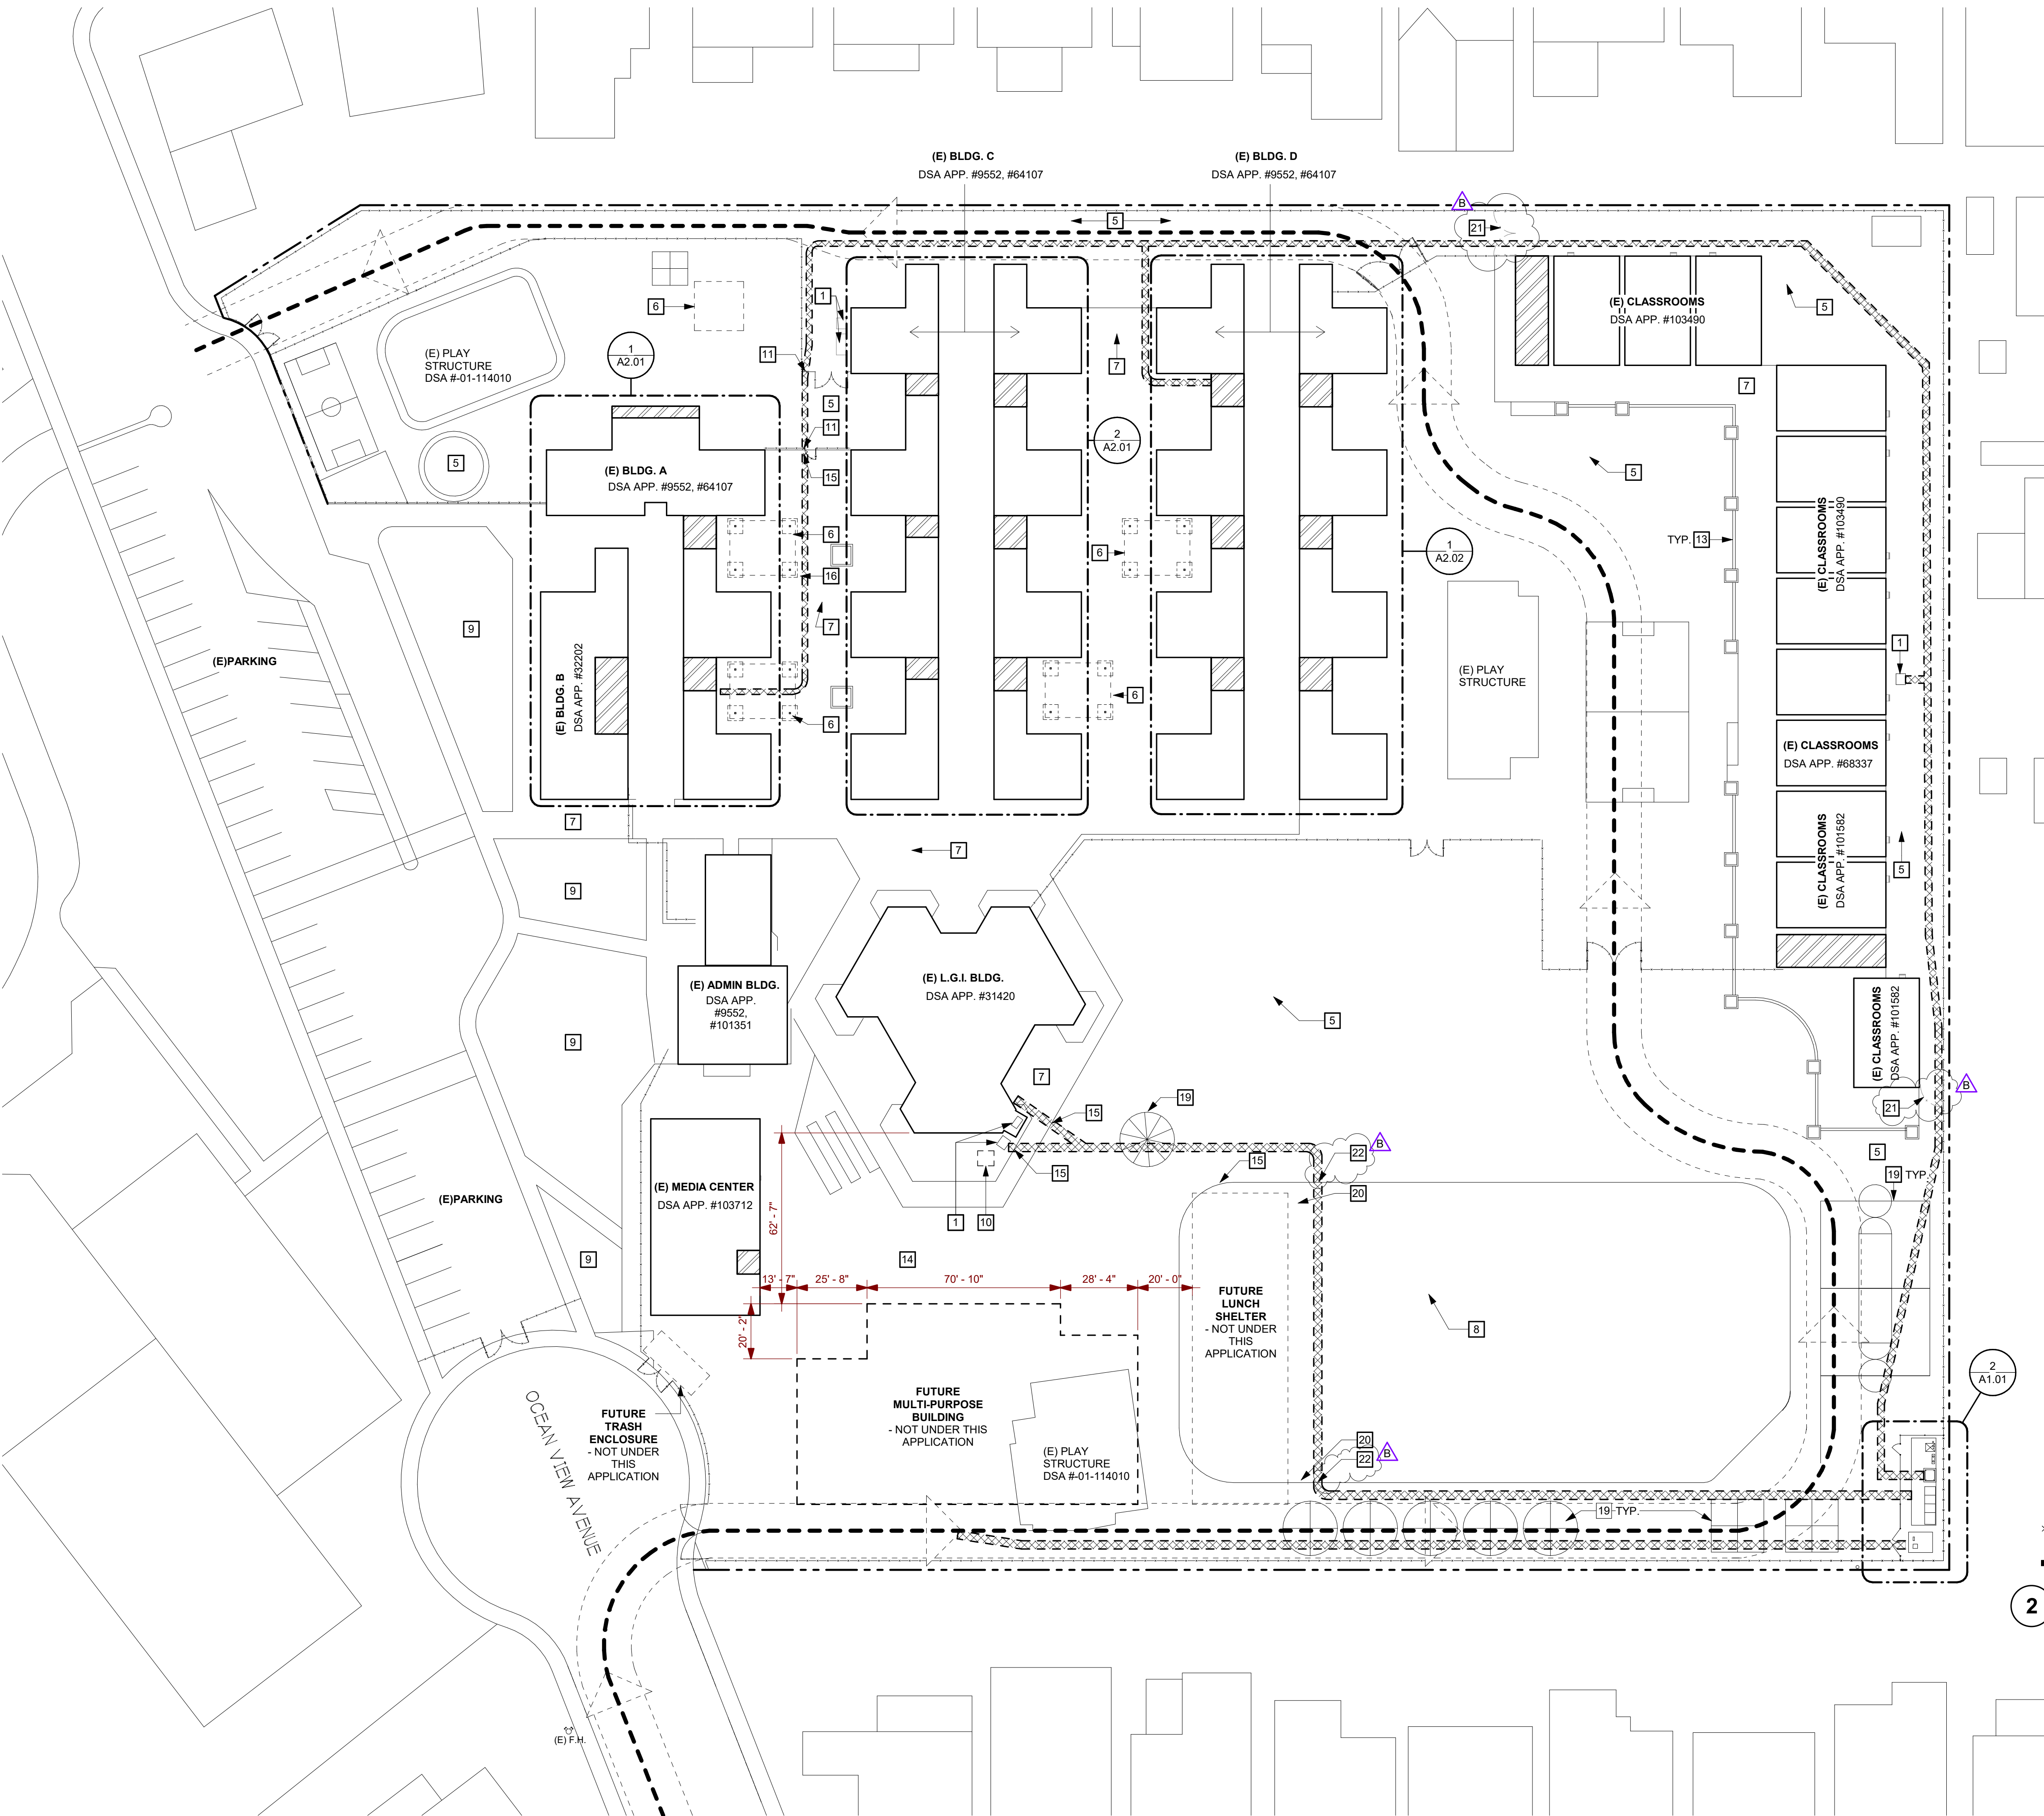 (E) BLDG. C
DSA APP. #9552, #64107
(E) BLDG. D
DSA APP. #9552, #64107
B
5
21
6
1
(E) CLASSROOMS
DSA APP. #103490
5
(E) PLAY
STRUCTURE
DSA #-01-114010
1
A2.01
11
7
7
5
11
2
A2.01
5
(E) BLDG. A
DSA APP. #9552, #64107
5
15
(E) CLASSROOMS
DSA APP. #103490
6
6
1
A2.02
TYP. 13
16
9
7
1
(E)PARKING
(E) BLDG. B
DSA APP. #32202
(E) PLAY
STRUCTURE
6
6
(E) CLASSROOMS
DSA APP. #68337
7
7
(E) CLASSROOMS
DSA APP. #101582
5
9
(E) ADMIN BLDG.
DSA APP.
#9552,
#101351
(E) L.G.I. BLDG.
DSA APP. #31420
5
(E) CLASSROOMS
DSA APP. #101582
9
7
B
21
15
19
22
B
5
15
15
19 TYP.
(E) MEDIA CENTER
DSA APP. #103712
(E)PARKING
62' - 7"
20
1
10
9
14
13' - 7"
25' - 8"
70' - 10"
28' - 4"
20' - 0"
20' - 2"
FUTURE
LUNCH
SHELTER
- NOT UNDER
THIS
APPLICATION
8
2
A1.01
OCEAN VIEW AVENUE
FUTURE
TRASH
ENCLOSURE
- NOT UNDER
THIS
APPLICATION
FUTURE
MULTI-PURPOSE
BUILDING
- NOT UNDER THIS
APPLICATION
(E) PLAY
STRUCTURE
DSA #-01-114010
20
22
B
19 TYP.
2
(E) F.H.